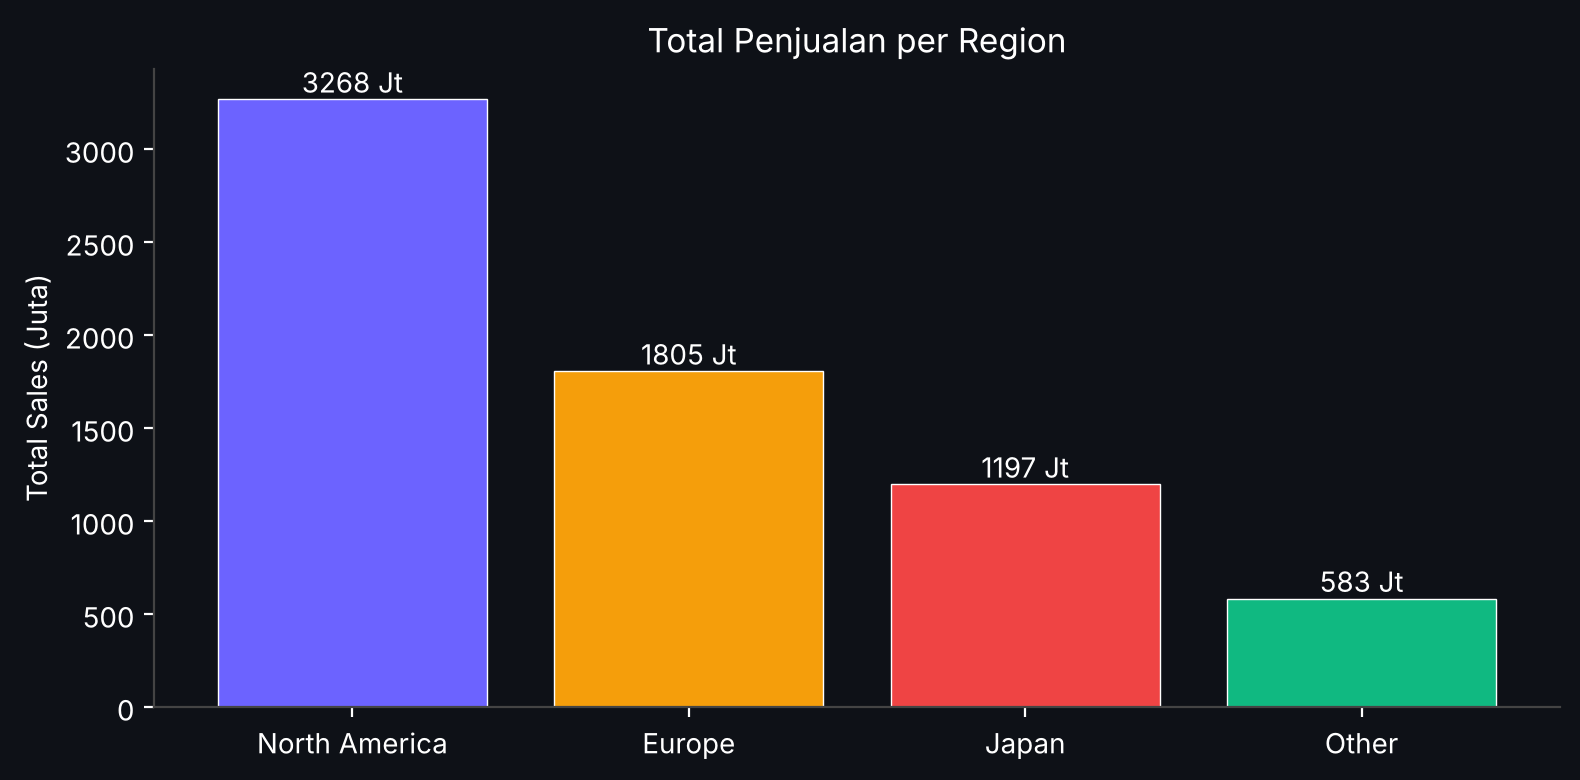 Total Penjualan per Region
Total Sales (Juta)
3000
2500
2000
1500
1000
500
0
3268 Jt
1805 Jt
1197 Jt
583 Jt
North America
Europe
Japan
Other